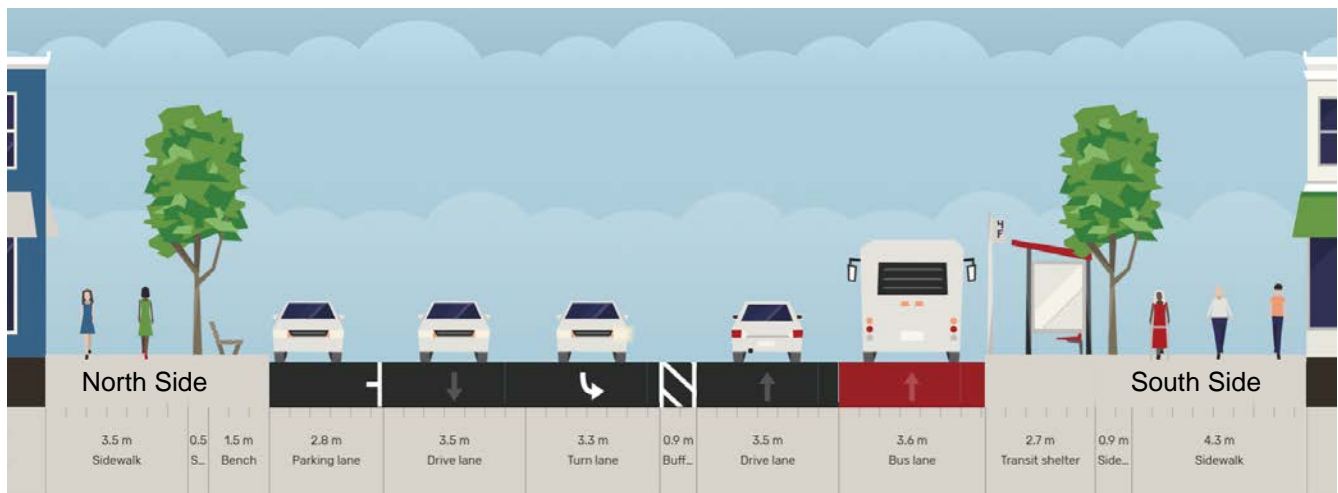 North Side
South Side
3.5 m
Sidewalk
0.5
S...
1.5 m
Bench
2.8 m
Parking lane
3.5 m
Drive lane
3.3 m
Turn lane
0.9 m
Buff...
3.5 m
Drive lane
3.6 m
Bus lane
2.7 m
Transit shelter
0.9 m
Side...
4.3 m
Sidewalk